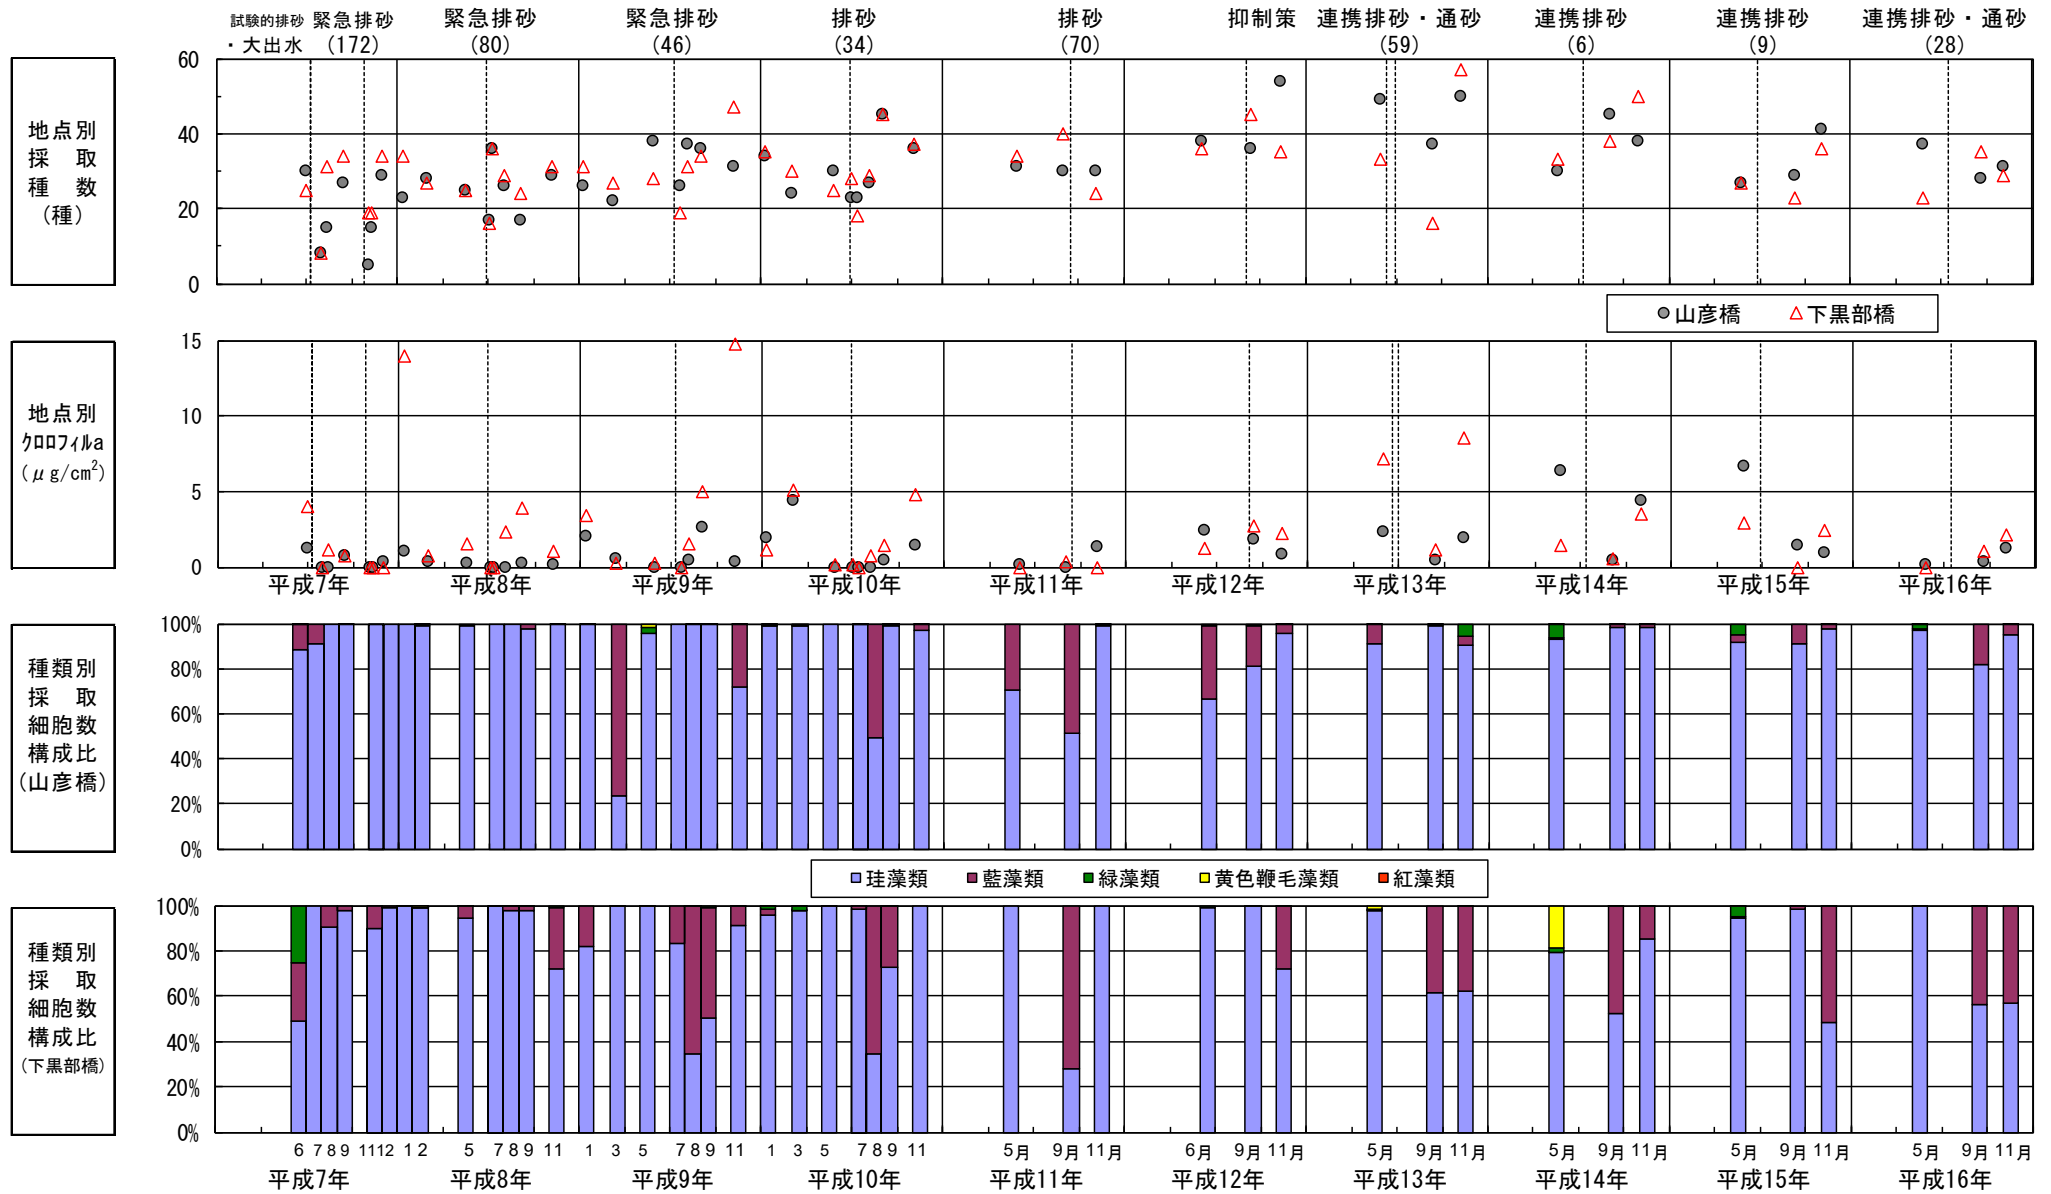 試験的排砂 緊急排砂 緊急排砂 緊急排砂 排砂 排砂 抑制策 連携排砂・通砂 連携排砂 連携排砂 連携排砂・通砂
・大出水 (172) (80) (46) (34) (70) (59) (6) (9) (28)
地点別
採 取
種 数
(種)
60
40
20
0
山彦橋 下黒部橋
地点別
クロロフィルa
(μg/cm2)
15
10
5
0
平成7年 平成8年 平成9年 平成10年 平成11年 平成12年 平成13年 平成14年 平成15年 平成16年
種類別
採 取
細胞数
構成比
(山彦橋)
100%
80%
60%
40%
20%
0%
珪藻類 藍藻類 緑藻類 黄色鞭毛藻類 紅藻類
種類別
採 取
細胞数
構成比
(下黒部橋)
100%
80%
60%
40%
20%
0%
6 7 8 9 11 12 1 2 5 7 8 9 11 1 3 5 7 8 9 11 1 3 5 7 8 9 11 5月 9月 11月 6月 9月 11月 5月 9月 11月 5月 9月 11月 5月 9月 11月 5月 9月 11月
平成7年 平成8年 平成9年 平成10年 平成11年 平成12年 平成13年 平成14年 平成15年 平成16年